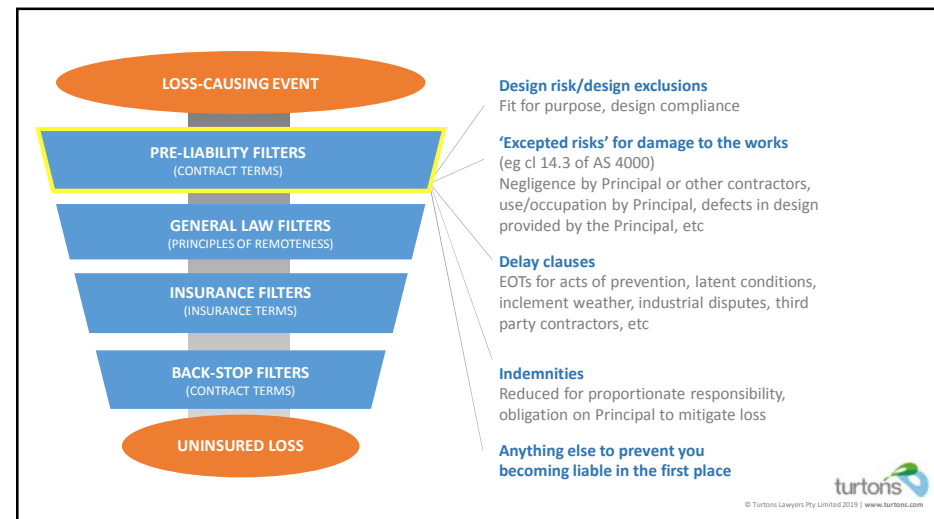 LOSS-CAUSING EVENT
PRE-LIABILITY FILTERS
(CONTRACT TERMS)
GENERAL LAW FILTERS
(PRINCIPLES OF REMOTENESS)
INSURANCE FILTERS
(INSURANCE TERMS)
BACK-STOP FILTERS
(CONTRACT TERMS)
UNINSURED LOSS
Design risk/design exclusions
Fit for purpose, design compliance
‘Excepted risks’ for damage to the works
(eg cl 14.3 of AS 4000)
Negligence by Principal or other contractors,
use/occupation by Principal, defects in design
provided by the Principal, etc
Delay clauses
EOTs for acts of prevention, latent conditions,
inclement weather, industrial disputes, third
party contractors, etc
Indemnities
Reduced for proportionate responsibility,
obligation on Principal to mitigate loss
Anything else to prevent you
becoming liable in the first place
turtons
© Turtons Lawyers Pty Limited 2019 | www.turtons.com